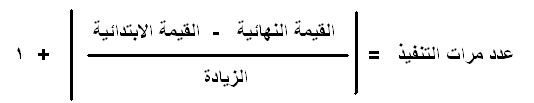 عدد مرات التنفيذ = | القيمة النهائية - القيمة الابتدائية
الزيادة | + ١